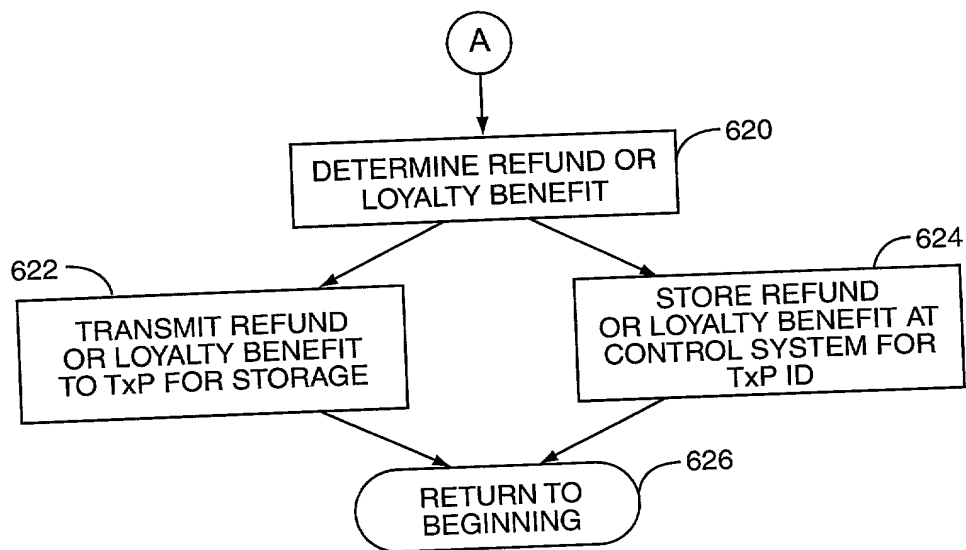 A
620
DETERMINE REFUND OR
LOYALTY BENEFIT
622
624
TRANSMIT REFUND
OR LOYALTY BENEFIT
TO TxP FOR STORAGE
STORE REFUND
OR LOYALTY BENEFIT AT
CONTROL SYSTEM FOR
TxP ID
626
RETURN TO
BEGINNING